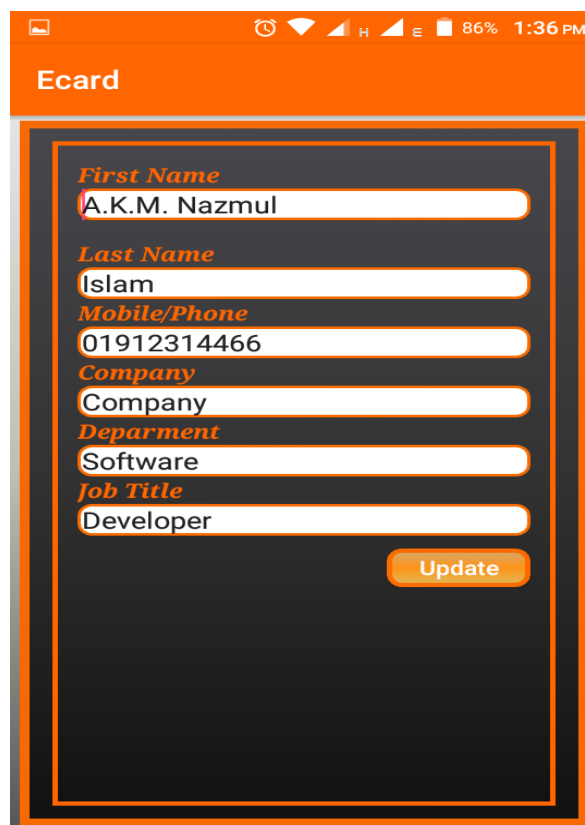 H E 86% 1:36 PM
Ecard
First Name
A.K.M. Nazmul
Last Name
Islam
Mobile/Phone
01912314466
Company
Company
Deparment
Software
Job Title
Developer
Update